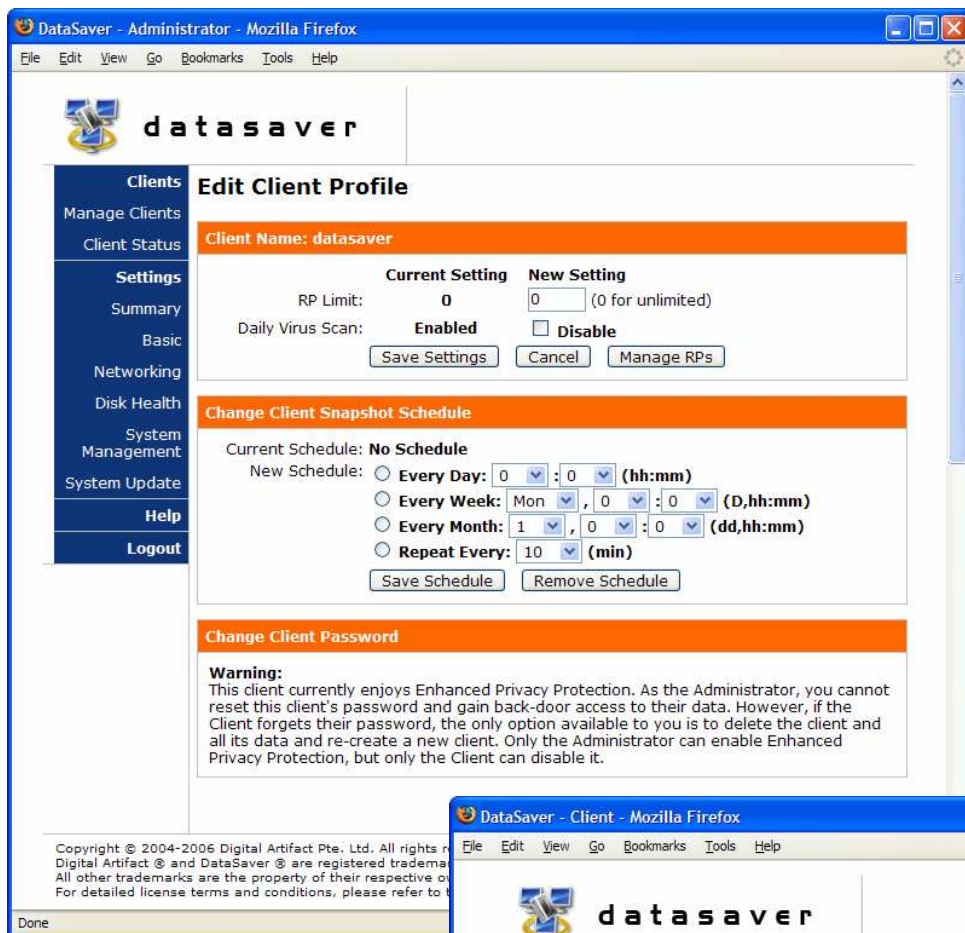 DataSaver - Administrator - Mozilla Firefox
File Edit View Go Bookmarks Tools Help
datasaver
Clients
Manage Clients
Client Status
Settings
Summary
Basic
Networking
Disk Health
System
Management
System Update
Help
Logout
Edit Client Profile
Client Name: datasaver
Current Setting New Setting
RP Limit: 0 0 (0 for unlimited)
Daily Virus Scan: Enabled Disable
Save Settings Cancel Manage RPs
Change Client Snapshot Schedule
Current Schedule: No Schedule
New Schedule: Every Day: 0 : 0 (hh:mm)
Every Week: Mon , 0 : 0 (D,hh:mm)
Every Month: 1 , 0 : 0 (dd,hh:mm)
Repeat Every: 10 (min)
Save Schedule Remove Schedule
Change Client Password
Warning:
This client currently enjoys Enhanced Privacy Protection. As the Administrator, you cannot
reset this client's password and gain back-door access to their data. However, if the
Client forgets their password, the only option available to you is to delete the client and
all its data and re-create a new client. Only the Administrator can enable Enhanced
Privacy Protection, but only the Client can disable it.
Copyright © 2004-2006 Digital Artifact Pte. Ltd. All rights
Digital Artifact ® and DataSaver ® are registered
All other trademarks are the property of their respective
For detailed license terms and conditions, please refer to
Done
DataSaver - Client - Mozilla Firefox
File Edit View Go Bookmarks Tools Help
datasaver